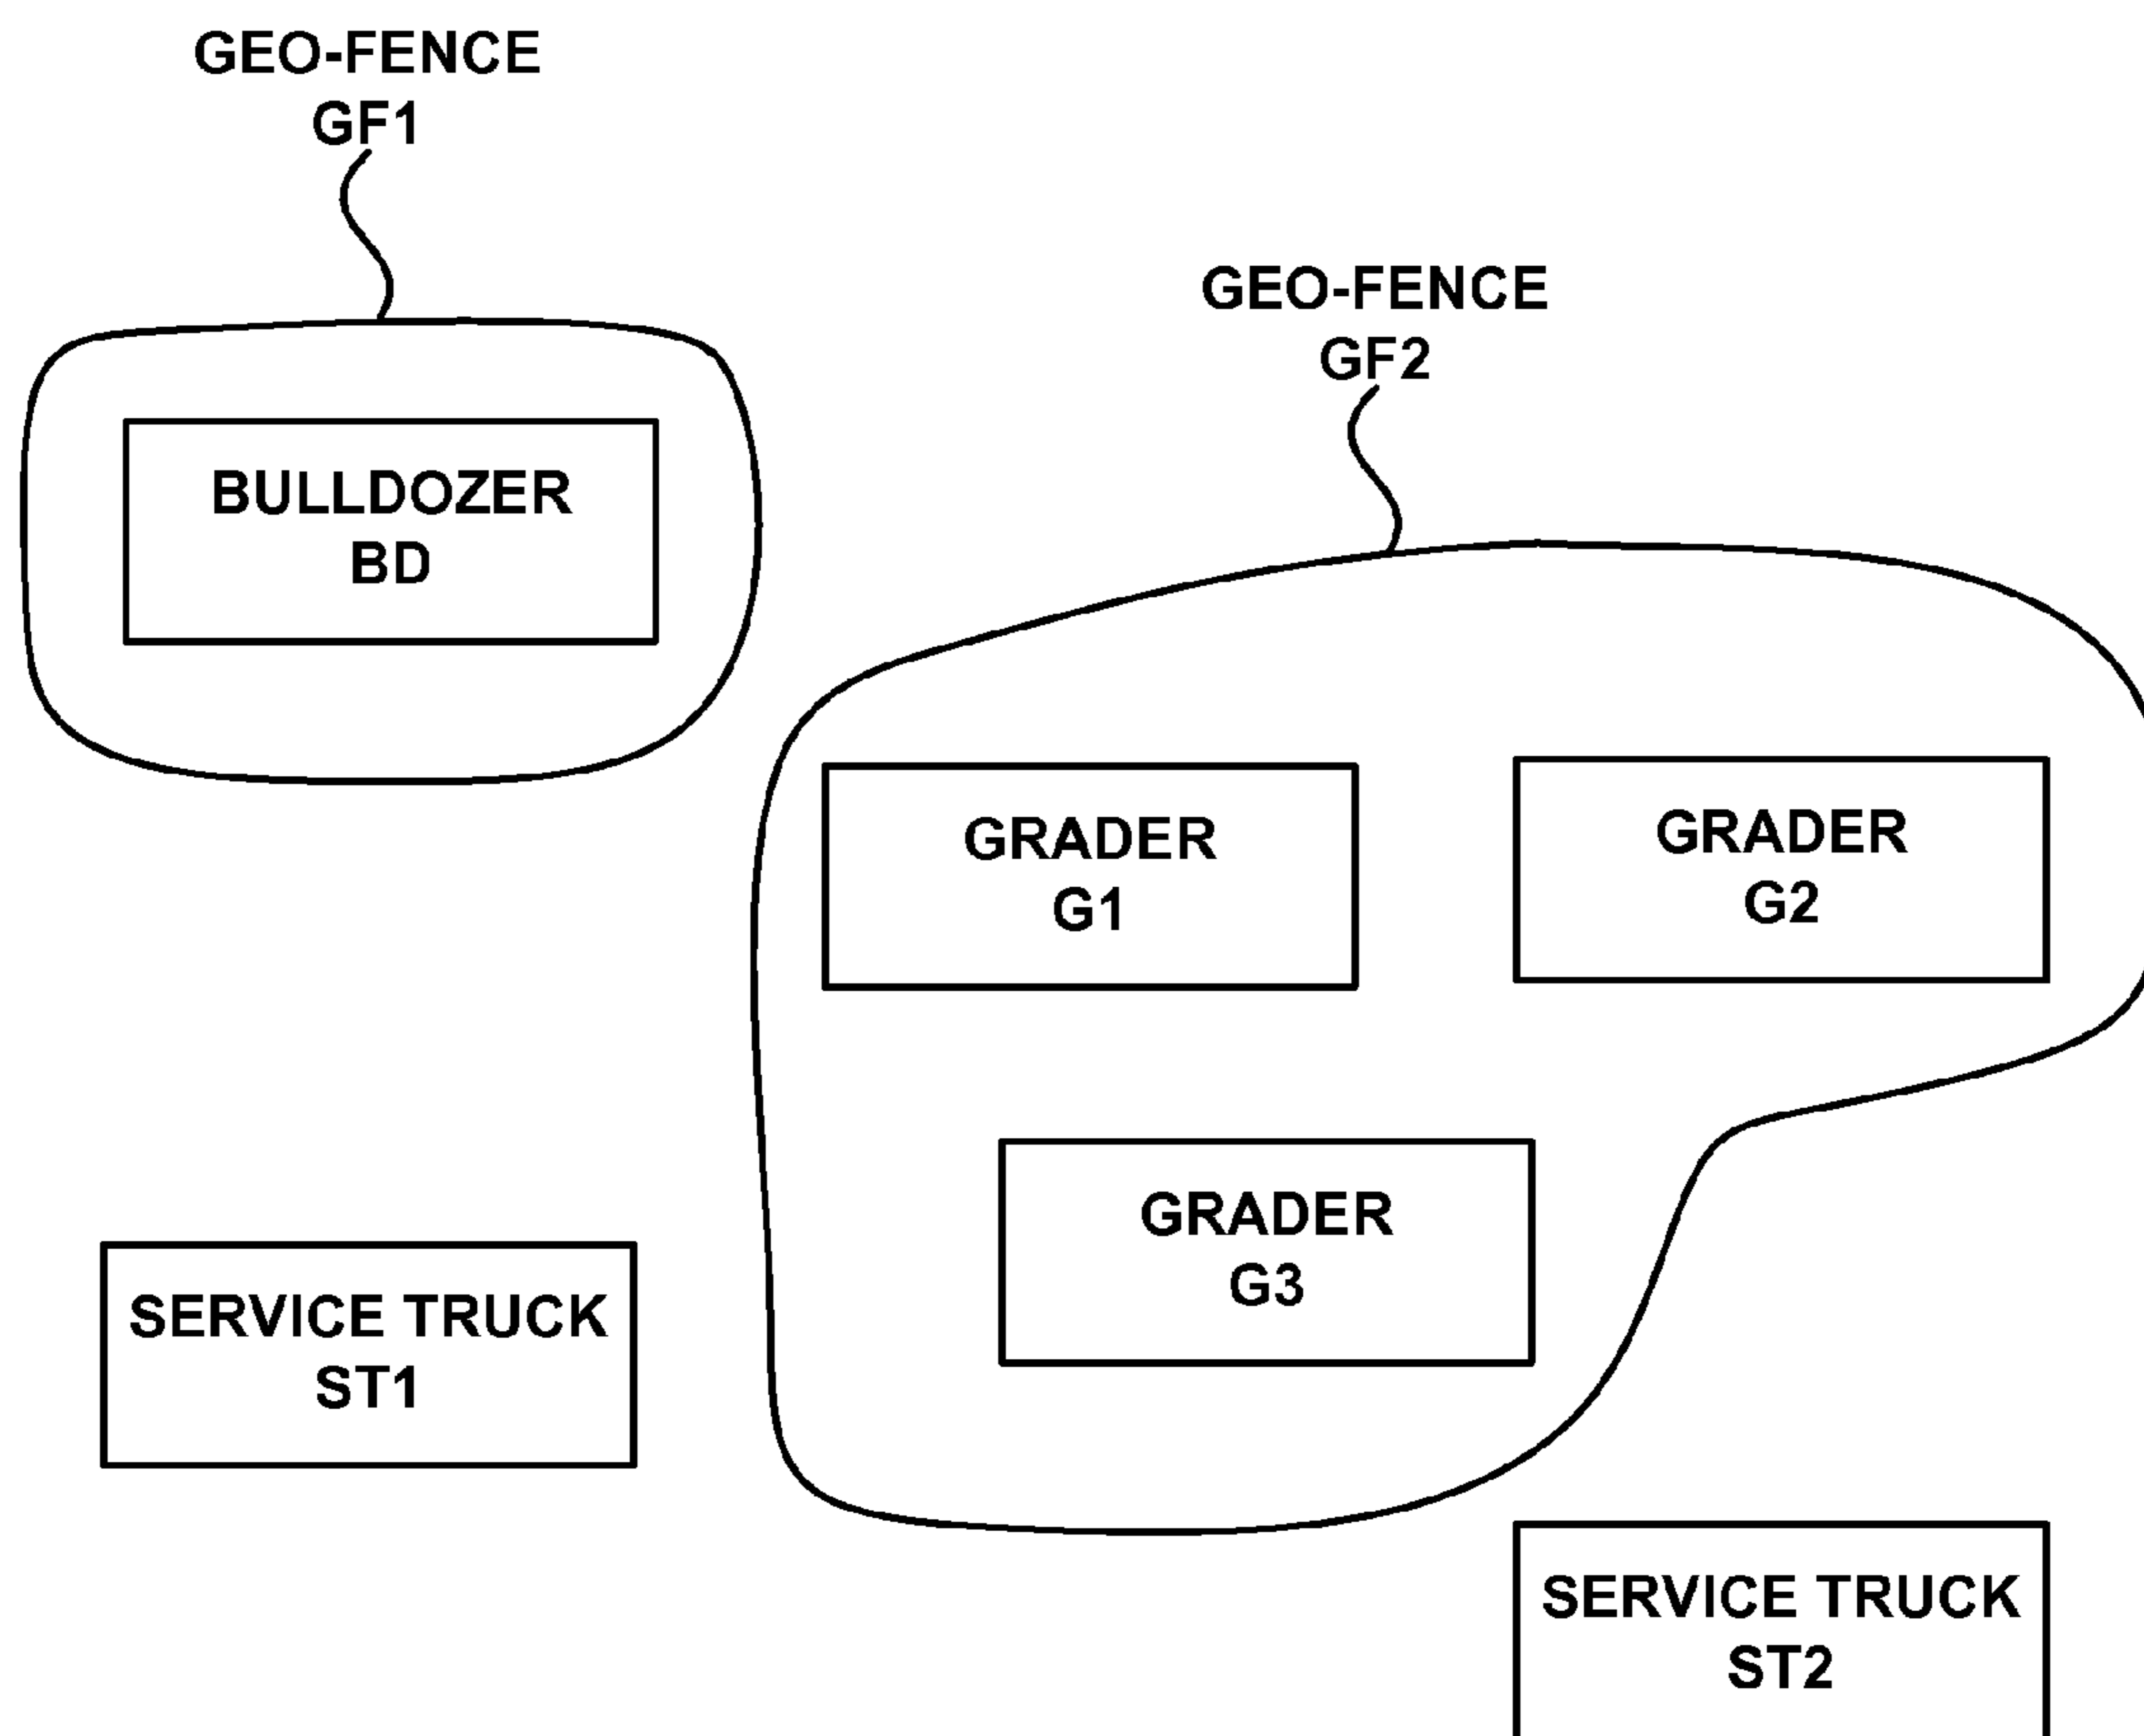 GEO-FENCE
GF1
GEO-FENCE
GF2
BULLDOZER
BD
GRADER
G1
GRADER
G2
GRADER
G3
SERVICE TRUCK
ST1
SERVICE TRUCK
ST2